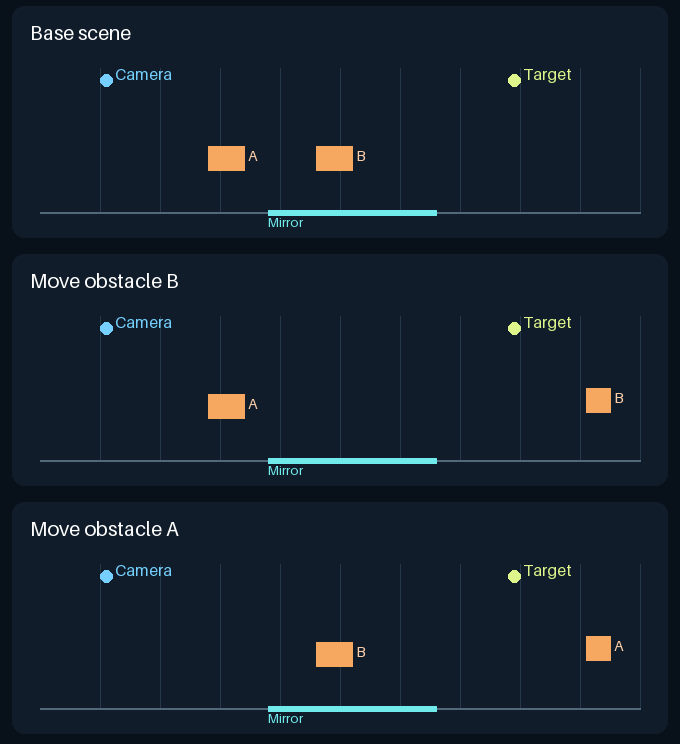 Base scene
Camera
Target
A
B
Mirror
Move obstacle B
Camera
Target
A
B
Mirror
Move obstacle A
Camera
Target
B
A
Mirror